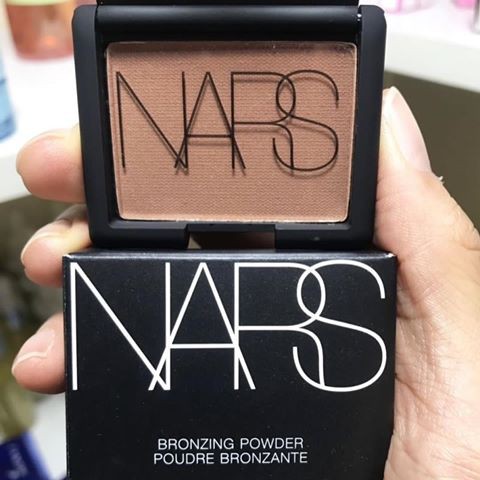 NARS
NARS
BRONZING POWDER
POUDRE BRONZANTE